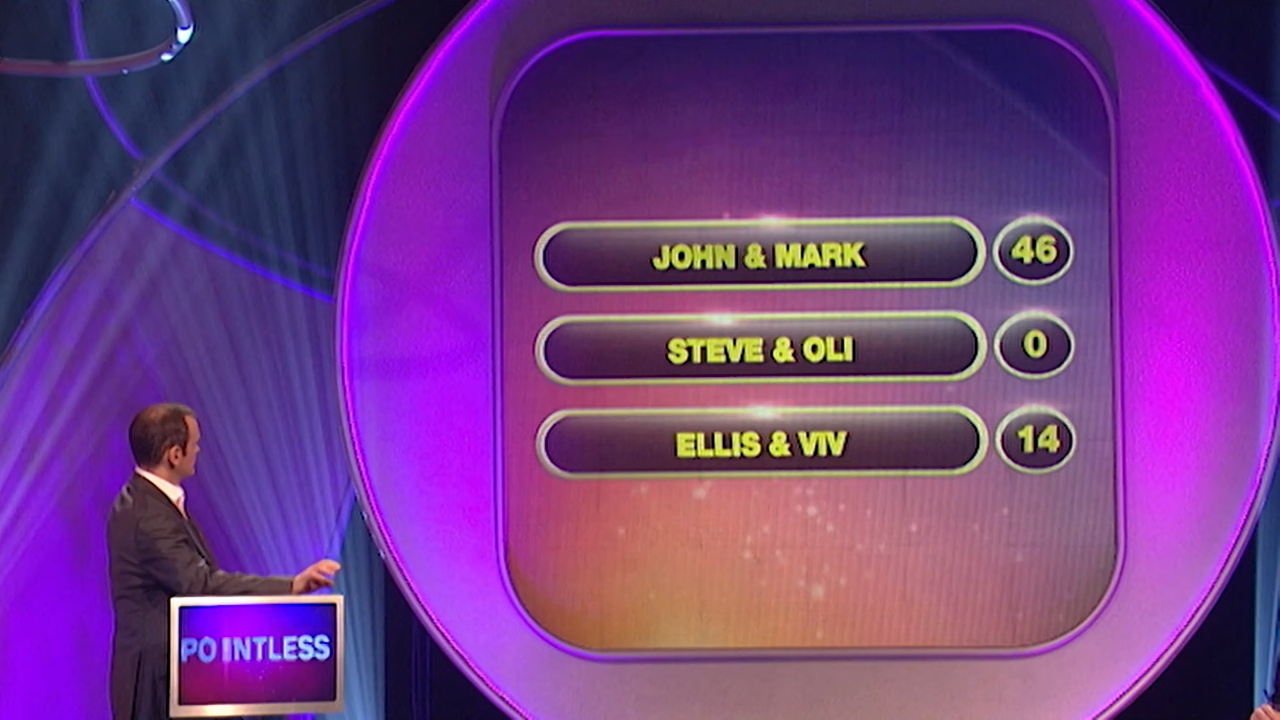 JOHN & MARK 46
STEVE & OLI 0
ELLIS & VIV 14
POINTLESS